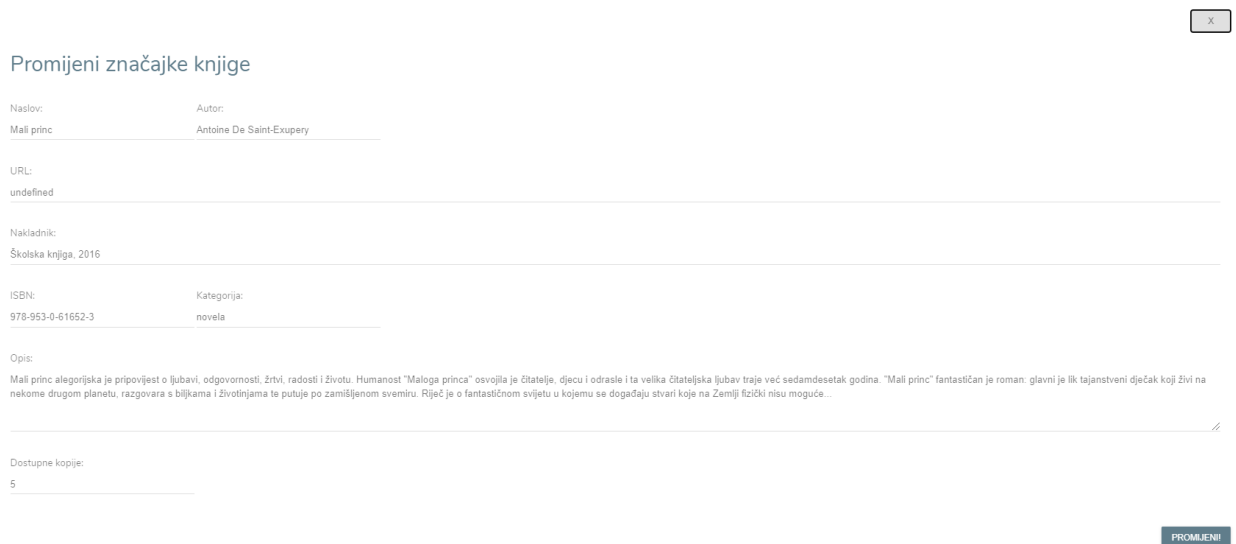 X
Promijeni značajke knjige
Naslov: Autor:
Mali princ Antoine De Saint-Exupery
URL:
undefined
Nakladnik:
Školska knjiga, 2016
ISBN: Kategorija:
978-953-0-61652-3 novela
Opis:
Mali princ alegorijska je pripovijest o ljubavi, odgovornosti, žrtvi, radosti i životu. Humanost "Maloga princa" osvojila je čitatelje, djecu i odrasle i ta velika čitateljska ljubav traje već sedamdesetak godina. "Mali princ" fantastičan je roman: glavni je lik tajanstveni dječak koji živi na
nekome drugom planetu, razgovara s biljkama i životinjama te putuje po zamišljenom svemiru. Riječ je o fantastičnom svijetu u kojemu se događaju stvari koje na Zemlji fizički nisu moguće...
Dostupne kopije:
5
PROMIJENI!